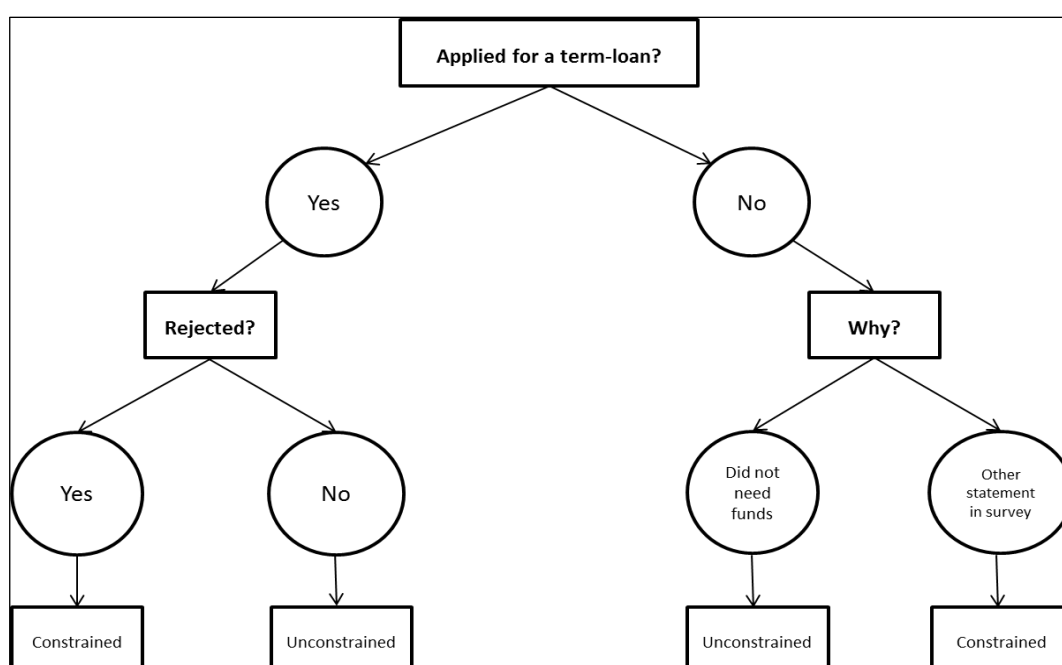 Applied for a term-loan?
Yes
No
Rejected?
Why?
Yes
No
Did not
need
funds
Other
statement
in survey
Constrained
Unconstrained
Unconstrained
Constrained